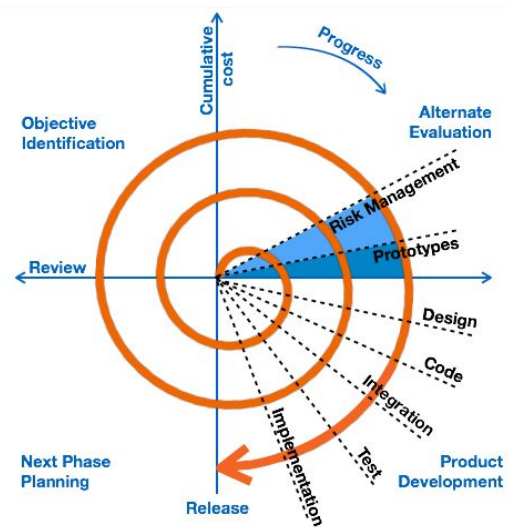 Cumulative
cost
Progress
Objective
Identification
Alternate
Evaluation
Risk Management
Prototypes
Review
Design
Code
Integration
Test
Implementation
Next Phase
Planning
Product
Development
Release